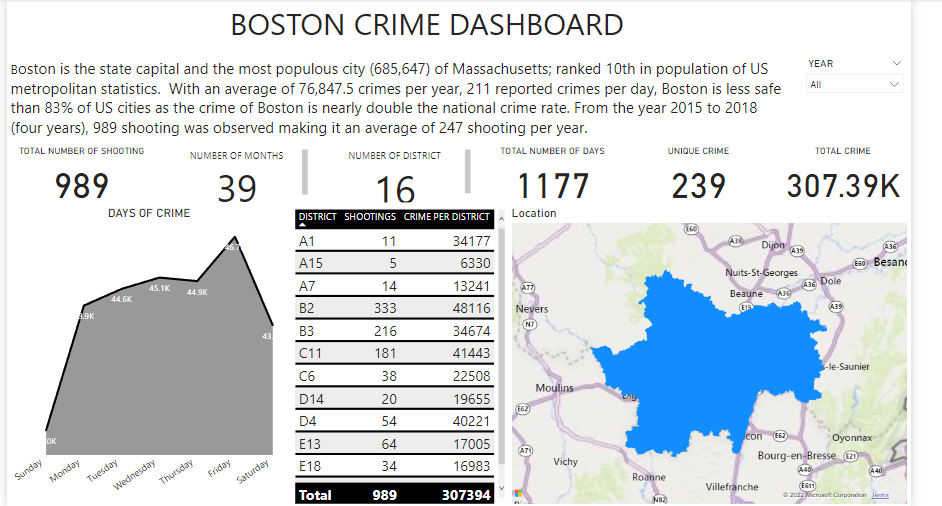 BOSTON CRIME DASHBOARD
Boston is the state capital and the most populous city (685,647) of Massachusetts; ranked 10th in population of US
metropolitan statistics.  With an average of 76,847.5 crimes per year, 211 reported crimes per day, Boston is less safe
than 83% of US cities as the crime of Boston is nearly double the national crime rate. From the year 2015 to 2018
(four years), 989 shooting was observed making it an average of 247 shooting per year.
YEAR
All
TOTAL NUMBER OF SHOOTING
989
NUMBER OF MONTHS
39
NUMBER OF DISTRICT
16
TOTAL NUMBER OF DAYS
1177
UNIQUE CRIME
239
TOTAL CRIME
307.39K
DAYS OF CRIME
44.6K
45.1K
44.9K
Sunday
Monday
Tuesday
Wednesday
Thursday
Friday
Saturday
DISTRICT SHOOTINGS CRIME PER DISTRICT
A1 11 34177
A15 5 6330
A7 14 13241
B2 333 48116
B3 216 34674
C11 181 41443
C6 38 22508
D14 20 19655
D4 54 40221
E13 64 17005
E18 34 16983
Total 989 307394
Location
E60
A38
Dijon
A39
A36
E60
Besanc
Nuits-St-Georges
A36
Dole
A77
Beaune
A36
Nevers
E15
A39
N7
-le-Saunier
Moulins
Dig
E62
con
E62
Oyonnax
A71
Bourg-en-Bresse
E21
Vichy
A40
A40
Roanne
Villefranche
E611
N82
© 2022 Microsoft Corporation Terms